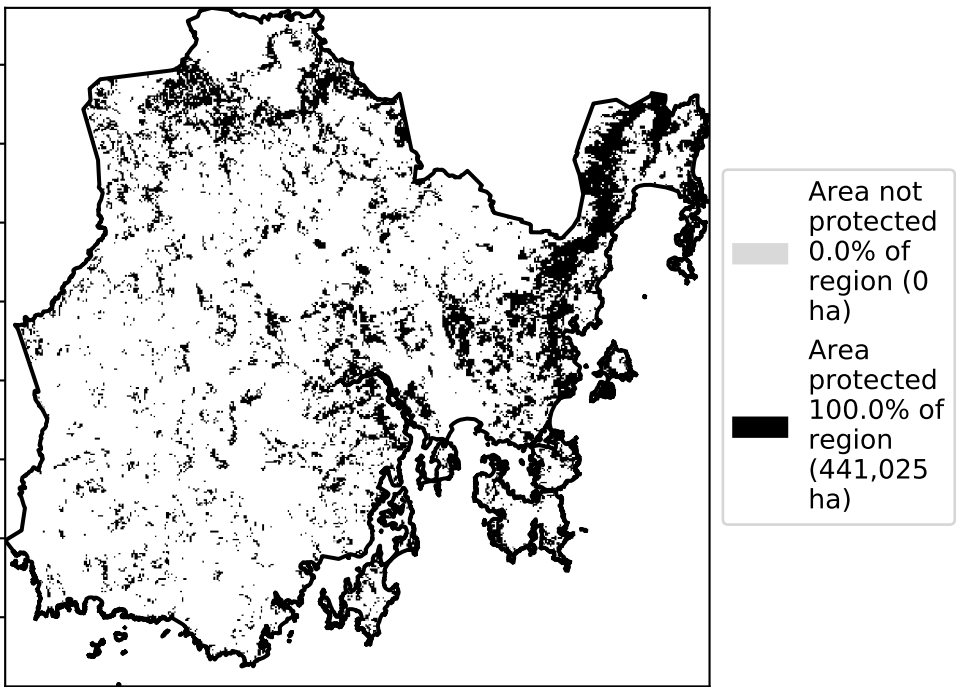 Area not
protected
0.0% of
region (0
ha)
Area
protected
100.0% of
region
(441,025
ha)